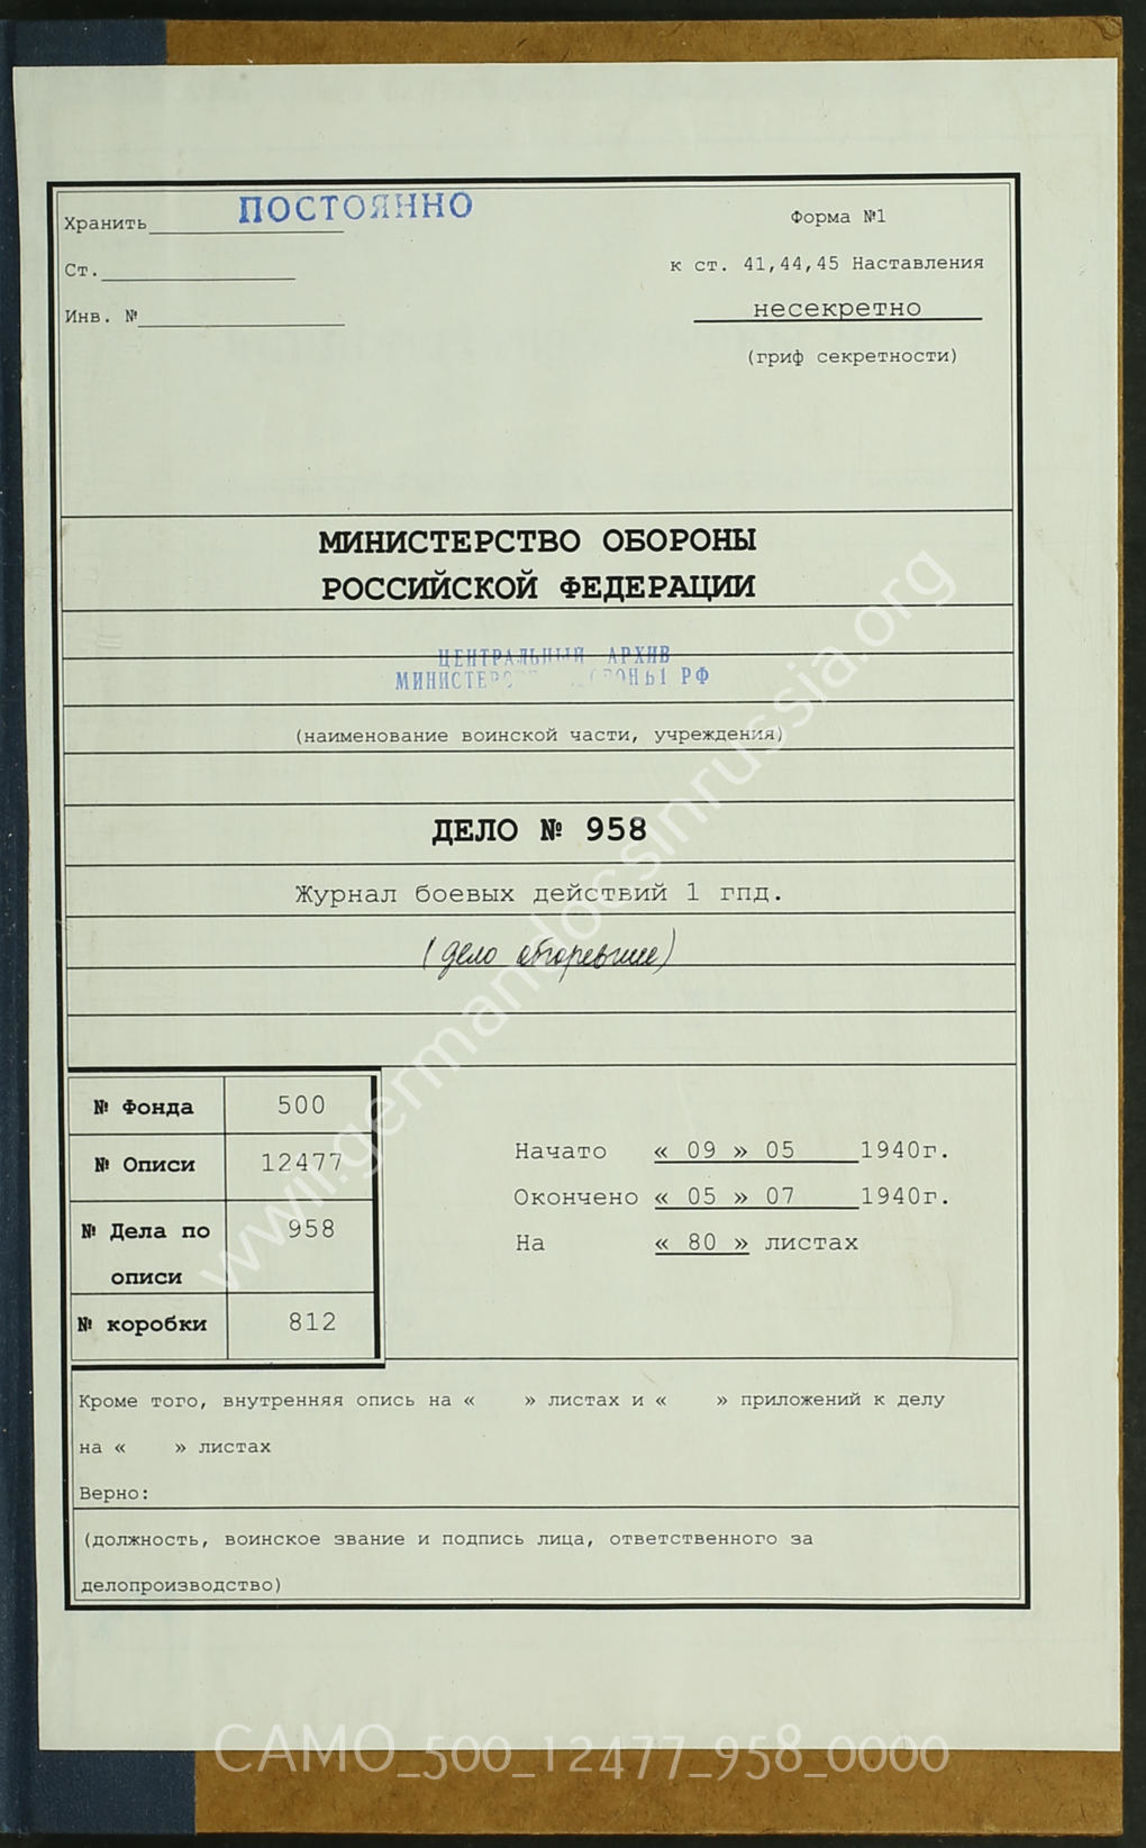 Хранить ПОСТОЯННО
Форма №1
Ст.
к ст. 41,44,45 Наставления
Инв. №
несекретно
(гриф секретности)
МИНИСТЕРСТВО ОБОРОНЫ
РОССИЙСКОЙ ФЕДЕРАЦИИ
ЦЕНТРАЛЬНЫЙ АРХИВ
МИНИСТЕРСТВА ОБОРОНЫ РФ
(наименование воинской части, учреждения)
ДЕЛО № 958
Журнал боевых действий 1 гпд.
(дело обгоревшее)
№ Фонда 500
№ Описи 12477
№ Дела по 958
описи
№ коробки 812
Начато « 09 » 05 1940г.
Окончено « 05 » 07 1940г.
На « 80 » листах
Кроме того, внутренняя опись на « » листах и « » приложений к делу
на « » листах
Верно:
(должность, воинское звание и подпись лица, ответственного за
делопроизводство)
www.germandocsinrussia.org
CAMO_500_12477_958_0000